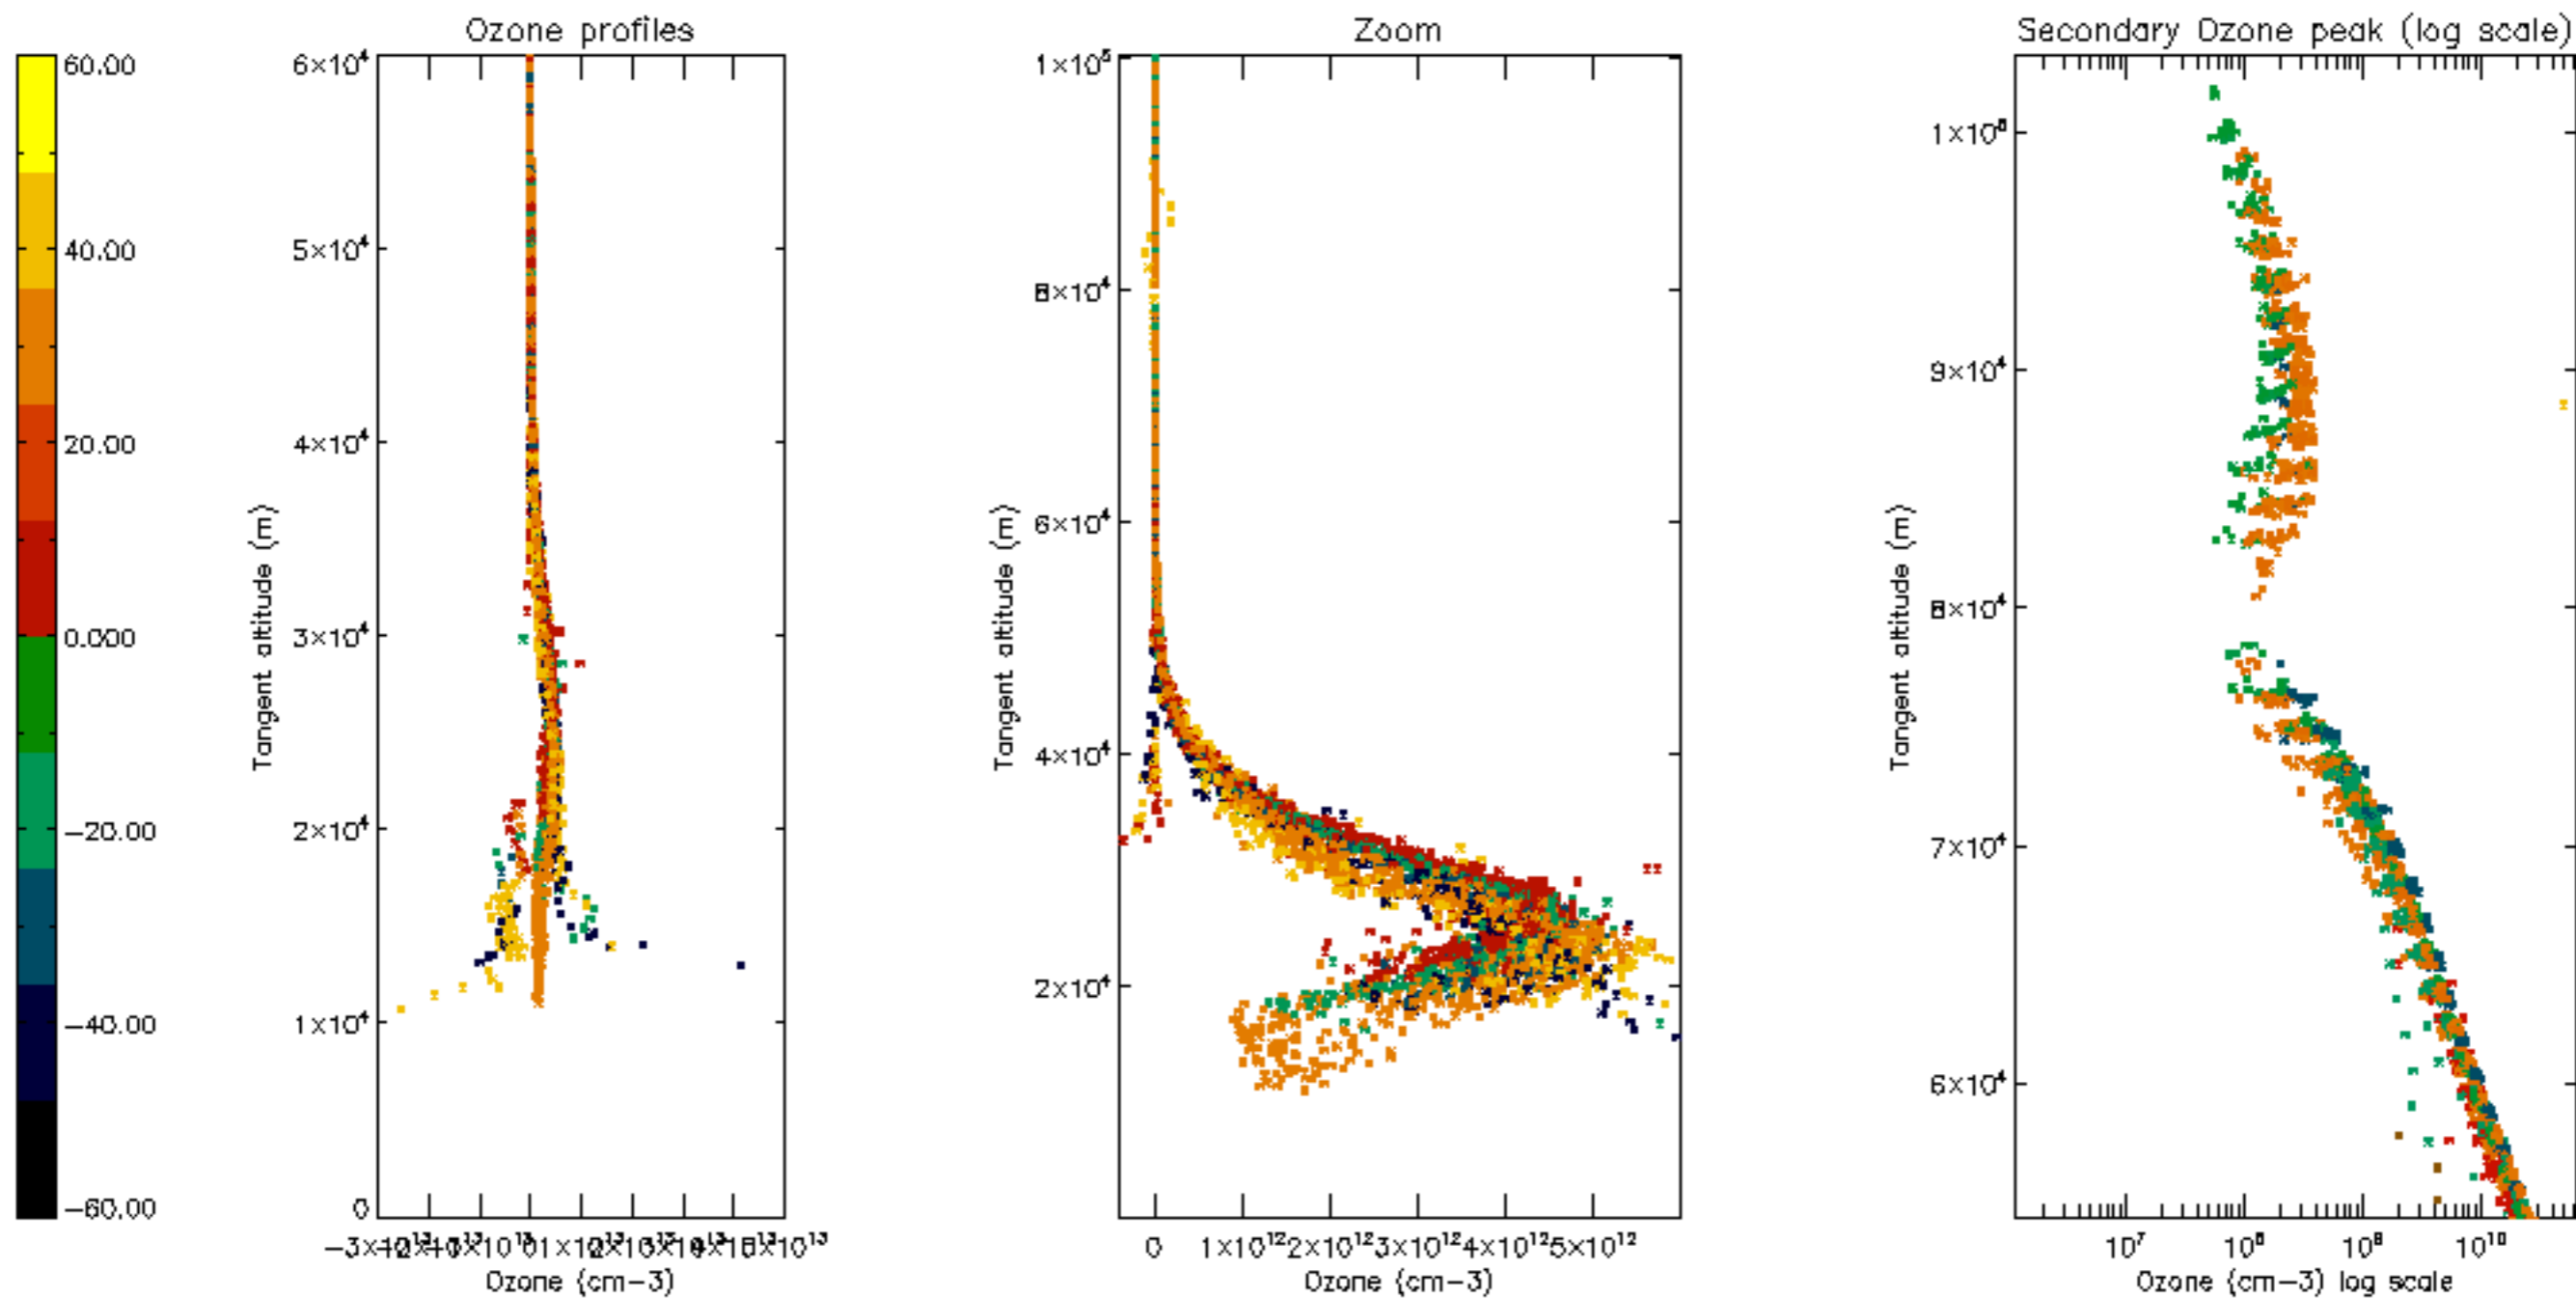 Ozone profiles
Zoom
Secondary Ozone peak (log scale)
60.00
40.00
20.00
0.000
−20.00
−40.00
−60.00
6×10⁴
5×10⁴
4×10⁴
3×10⁴
2×10⁴
1×10⁴
0
Tangent altitude (m)
Ozone (cm−3)
1×10⁵
8×10⁴
6×10⁴
4×10⁴
2×10⁴
Tangent altitude (m)
0 1×10¹² 2×10¹² 3×10¹² 4×10¹² 5×10¹²
Ozone (cm−3)
9×10⁴
8×10⁴
7×10⁴
6×10⁴
Tangent altitude (m)
10⁷ 10⁸ 10⁹ 10¹⁰
Ozone (cm−3) log scale